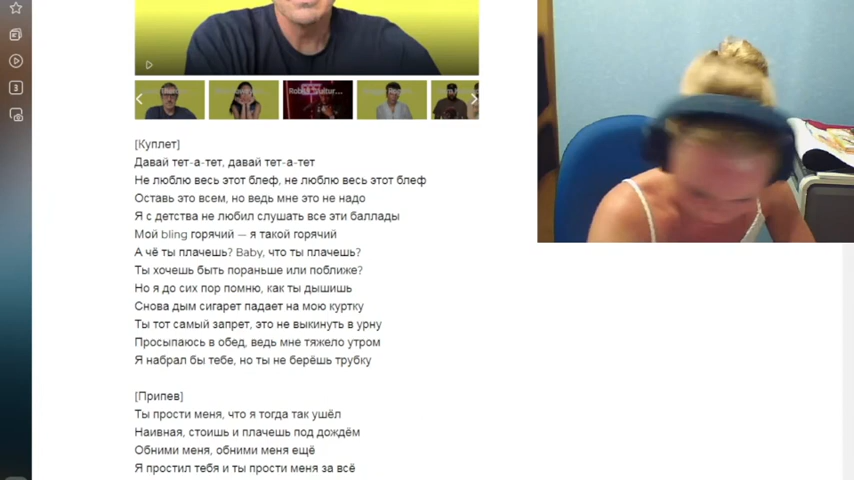 3
[Куплет]
Давай тет-а-тет, давай тет-а-тет
Не люблю весь этот блеф, не люблю весь этот блеф
Оставь это всем, но ведь мне это не надо
Я с детства не любил слушать все эти баллады
Мой bling горячий — я такой горячий
А чё ты плачешь? Baby, что ты плачешь?
Ты хочешь быть пораньше или поближе?
Но я до сих пор помню, как ты дышишь
Снова дым сигарет падает на мою куртку
Ты тот самый запрет, это не выкинуть в урну
Просыпаюсь в обед, ведь мне тяжело утром
Я набрал бы тебе, но ты не берёшь трубку
[Припев]
Ты прости меня, что я тогда так ушёл
Наивная, стоишь и плачешь под дождём
Обними меня, обними меня ещё
Я простил тебя и ты прости меня за всё